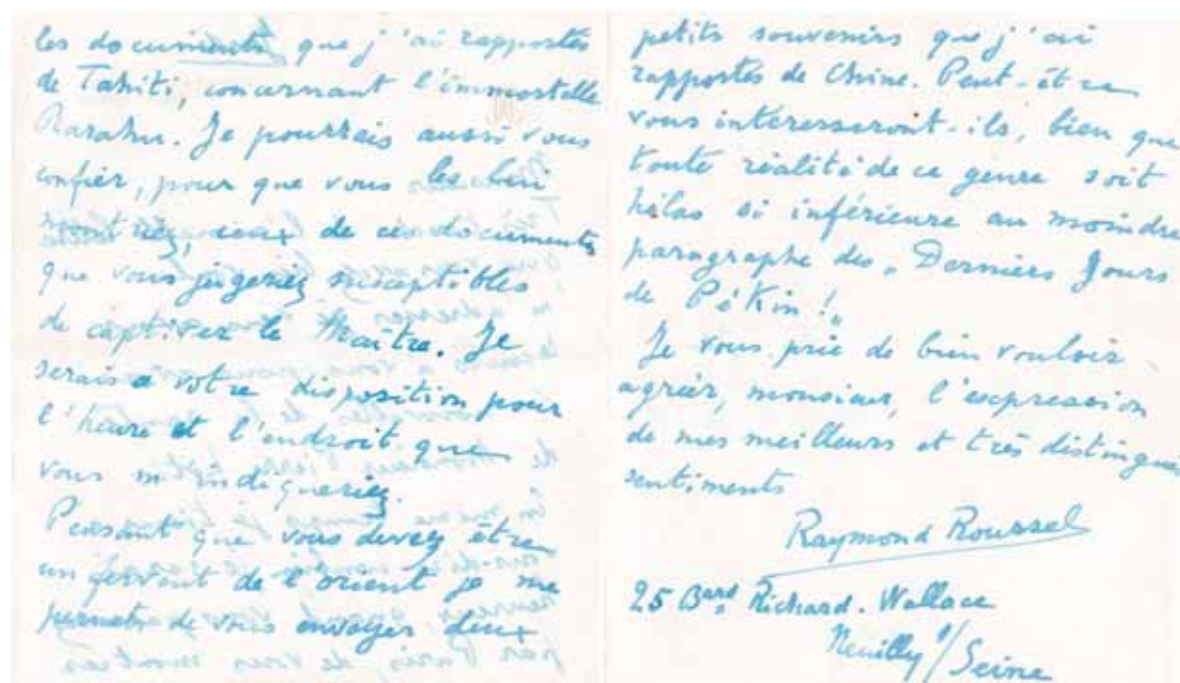 les documents que j'ai rapportés
de Tahiti, concernant l'immortelle
Rarahu. Je pourrais aussi vous
confier, pour que vous les lui
montriez, ceux de ces documents
que vous jugeriez susceptibles
de captiver le Maître. Je
serais à votre disposition pour
l'heure et l'endroit que
vous m'indiqueriez.
Pensant que vous devez être
un fervent de l'orient je me
permets de vous envoyer deux
petits souvenirs que j'ai
rapportés de Chine. Peut-être
vous intéresseront-ils, bien que
toute réalité de ce genre soit
hélas si inférieure au moindre
paragraphe des „Derniers Jours
de Pékin!„
Je vous prie de bien vouloir
agréer, monsieur, l'expression
de mes meilleurs et très distingués
sentiments
Raymond Roussel
25 Bard Richard-Wallace
Neuilly s/Seine